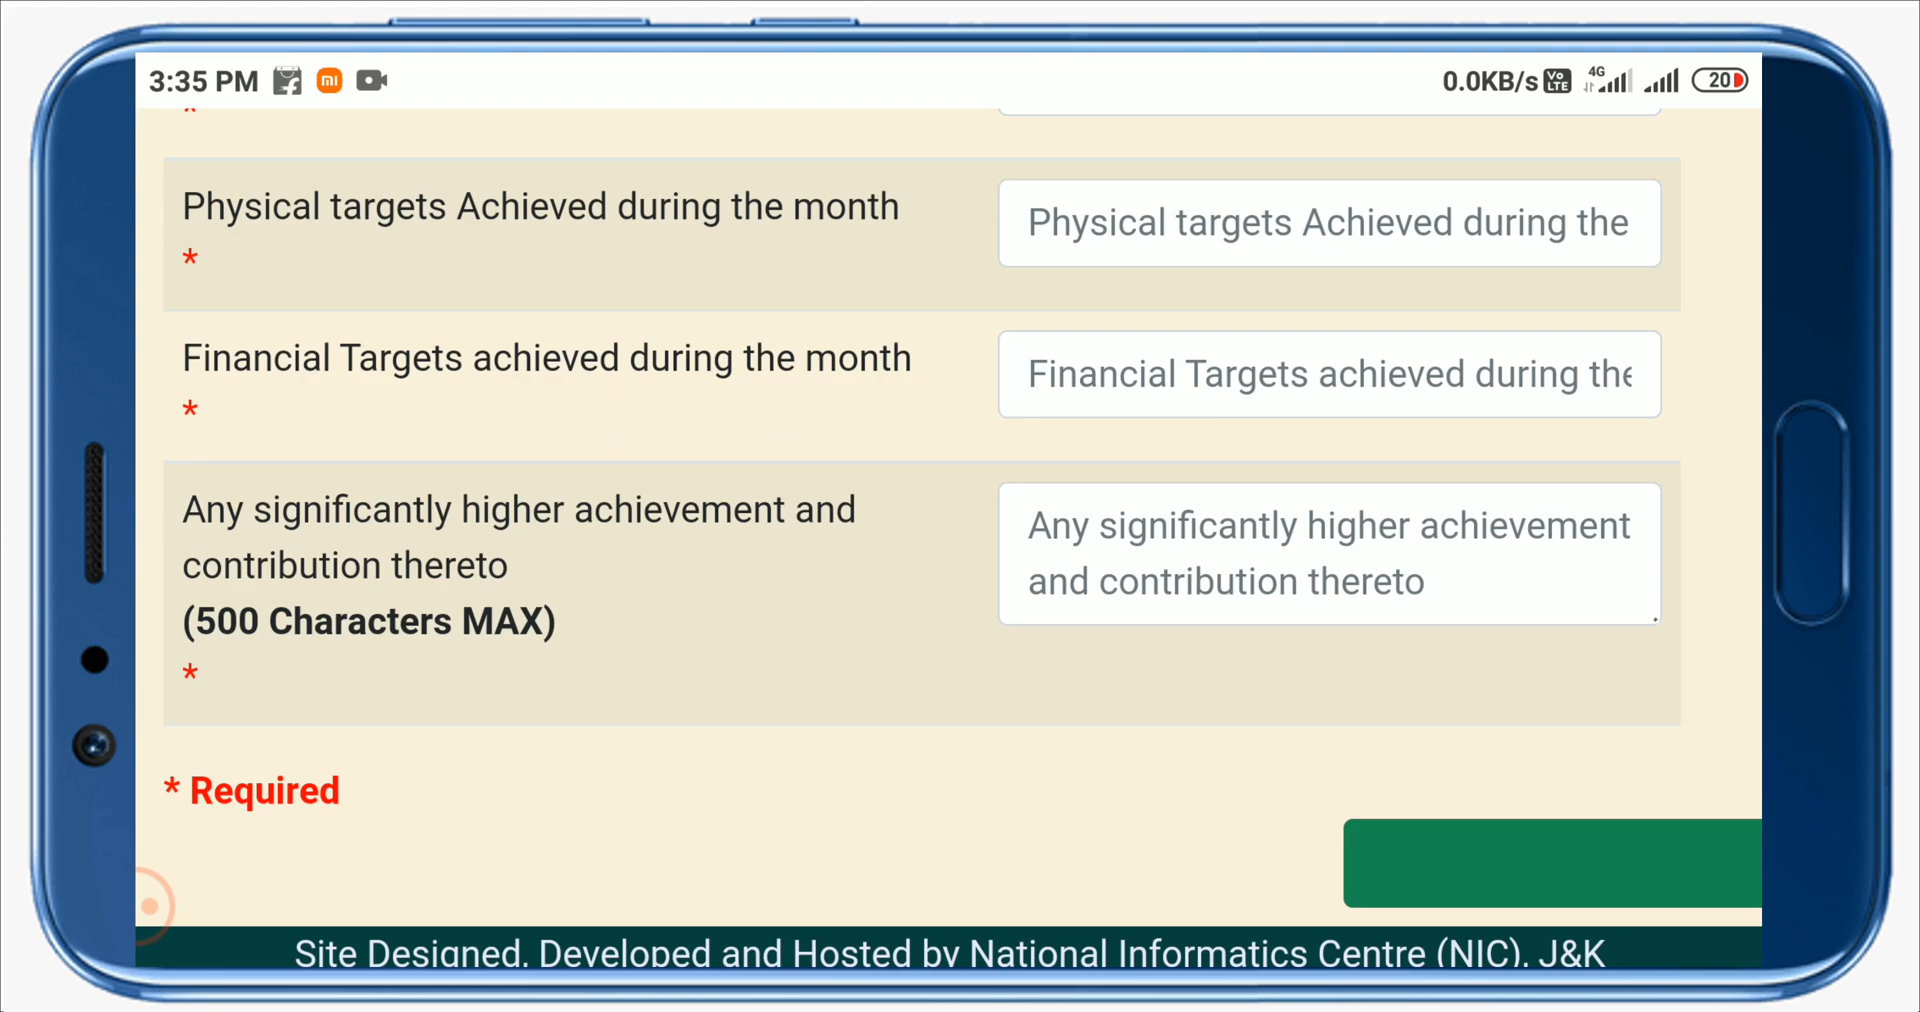 3:35 PM mi 0.0KB/s Vo LTE 4G 20
*
Physical targets Achieved during the month
*
Physical targets Achieved during the
Financial Targets achieved during the month
*
Financial Targets achieved during the
Any significantly higher achievement and
contribution thereto
(500 Characters MAX)
*
Any significantly higher achievement
and contribution thereto
* Required
Site Designed, Developed and Hosted by National Informatics Centre (NIC), J&K